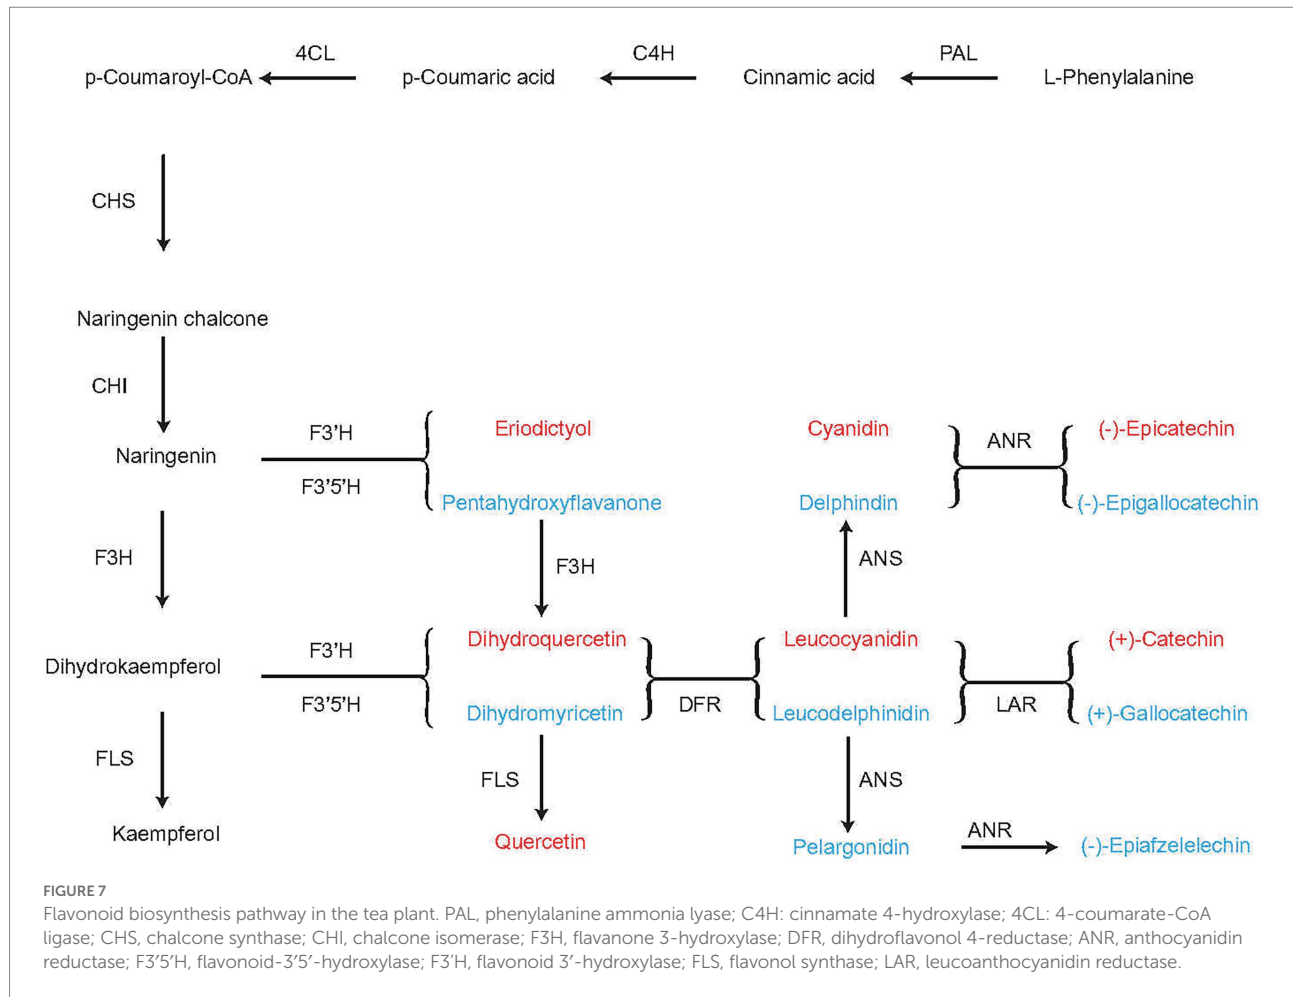 4CL C4H PAL
p-Coumaroyl-CoA p-Coumaric acid Cinnamic acid L-Phenylalanine
CHS
Naringenin chalcone
CHI
F3'H Eriodictyol Cyanidin ANR (-)-Epicatechin
Naringenin
F3'5'H Pentahydroxyflavanone Delphindin (-)-Epigallocatechin
F3H F3H ANS
F3'H Dihydroquercetin Leucocyanidin (+)-Catechin
Dihydrokaempferol
F3'5'H Dihydromyricetin DFR Leucodelphinidin LAR (+)-Gallocatechin
FLS FLS ANS
Kaempferol Quercetin Pelargonidin ANR (-)-Epiafzelelechin
FIGURE 7
Flavonoid biosynthesis pathway in the tea plant. PAL, phenylalanine ammonia lyase; C4H: cinnamate 4-hydroxylase; 4CL: 4-coumarate-CoA
ligase; CHS, chalcone synthase; CHI, chalcone isomerase; F3H, flavanone 3-hydroxylase; DFR, dihydroflavonol 4-reductase; ANR, anthocyanidin
reductase; F3′5′H, flavonoid-3′5′-hydroxylase; F3'H, flavonoid 3′-hydroxylase; FLS, flavonol synthase; LAR, leucoanthocyanidin reductase.